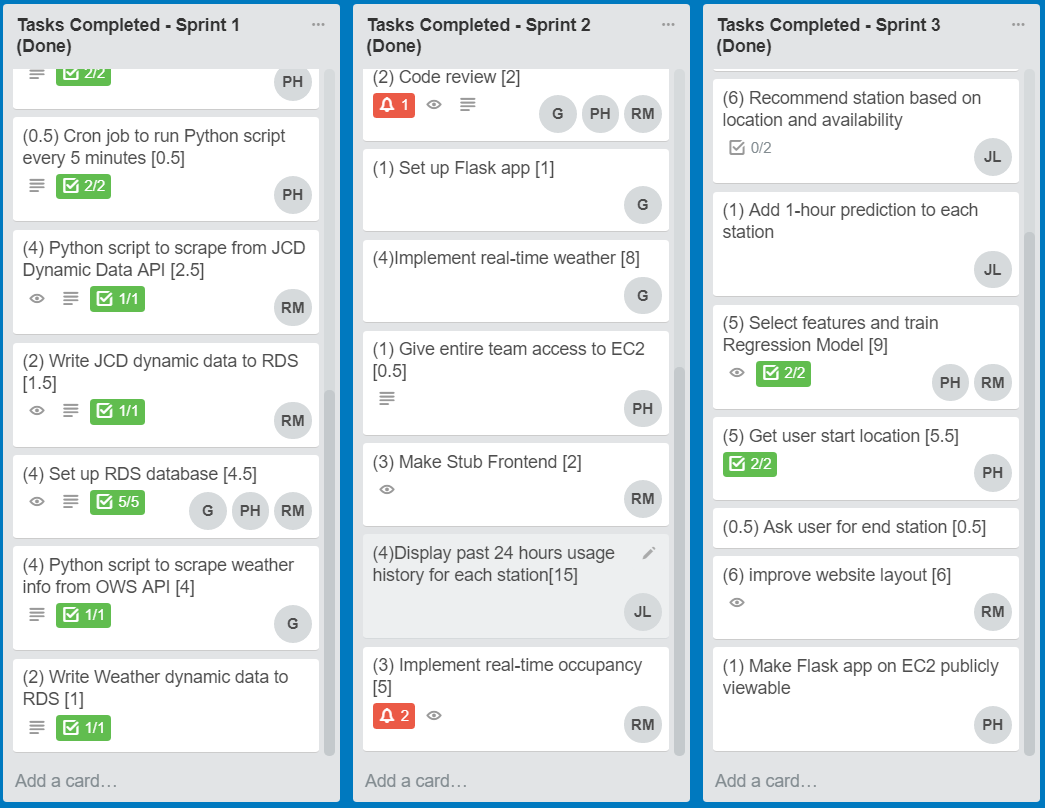 Tasks Completed - Sprint 1
(Done)
2/2
PH
(0.5) Cron job to run Python script
every 5 minutes [0.5]
2/2
PH
(4) Python script to scrape from JCD
Dynamic Data API [2.5]
1/1
RM
(2) Write JCD dynamic data to RDS
[1.5]
1/1
RM
(4) Set up RDS database [4.5]
5/5
G PH RM
(4) Python script to scrape weather
info from OWS API [4]
1/1
G
(2) Write Weather dynamic data to
RDS [1]
1/1
Add a card…
Tasks Completed - Sprint 2
(Done)
(2) Code review [2]
1
G PH RM
(1) Set up Flask app [1]
G
(4)Implement real-time weather [8]
G
(1) Give entire team access to EC2
[0.5]
PH
(3) Make Stub Frontend [2]
RM
(4)Display past 24 hours usage
history for each station[15]
JL
(3) Implement real-time occupancy
[5]
2
RM
Add a card…
Tasks Completed - Sprint 3
(Done)
(6) Recommend station based on
location and availability
0/2
JL
(1) Add 1-hour prediction to each
station
JL
(5) Select features and train
Regression Model [9]
2/2
PH RM
(5) Get user start location [5.5]
2/2
PH
(0.5) Ask user for end station [0.5]
(6) improve website layout [6]
RM
(1) Make Flask app on EC2 publicly
viewable
PH
Add a card…